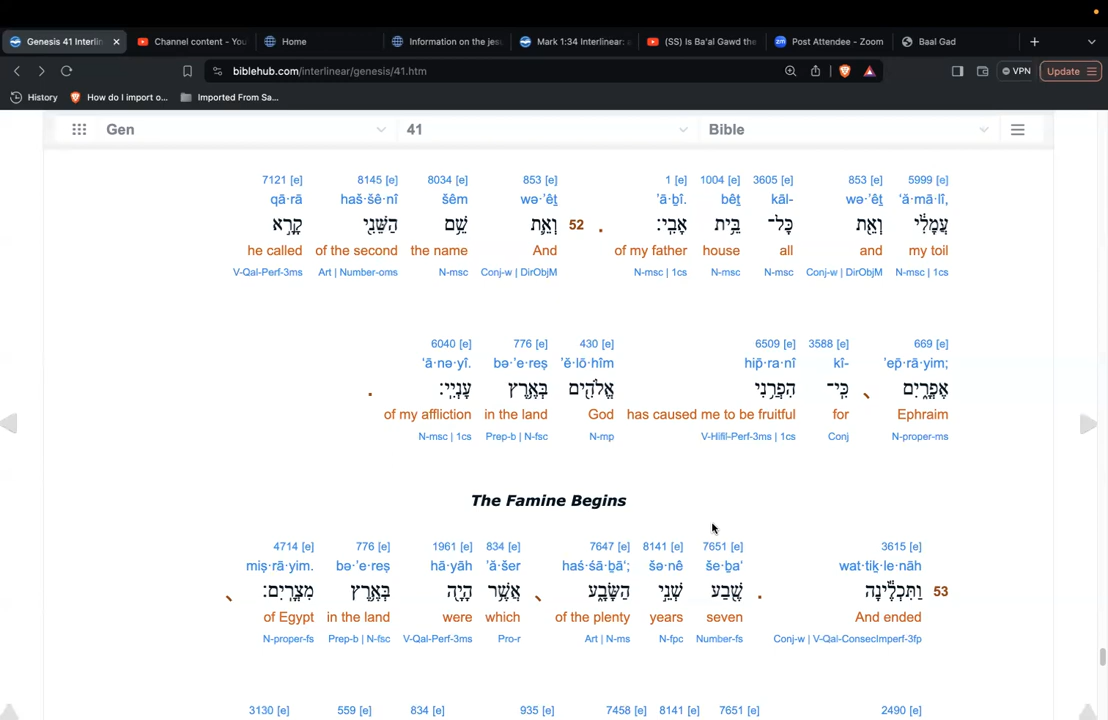 Genesis 41 Interlin
Channel content - You
Home
Information on the jes
Mark 1:34 Interlinear: a
(SS) Is Ba'al Gawd the
Post Attendee - Zoom
Baal Gad
biblehub.com/interlinear/genesis/41.htm
VPN
Update
History
How do I import o...
Imported From Sa...
Gen
41
Bible
7121 [e] 8145 [e] 8034 [e] 853 [e] 1 [e] 1004 [e] 3605 [e] 853 [e] 5999 [e]
qā·rā haš·šê·nî šêm wə·’êṯ ’ā·ḇî. bêṯ kāl- wə·’êṯ ‘ă·mā·lî,
עֲמָלִ֔י וְאֵ֖ת כָּל־ בֵּ֥ית אָבִֽי׃ . 52 וְאֵ֛ת שֵׁ֥ם הַשֵּׁנִ֖י קָרָ֣א
he called of the second the name And of my father house all and my toil
V-Qal-Perf-3ms Art | Number-oms N-msc Conj-w | DirObjM N-msc | 1cs N-msc N-msc Conj-w | DirObjM N-msc | 1cs
6040 [e] 776 [e] 430 [e] 6509 [e] 3588 [e] 669 [e]
‘ā·nə·yî. bə·’e·reṣ ’ĕ·lō·hîm hip̄·ra·nî kî- ’ep̄·rā·yim;
אֶפְרָ֑יִם 、 כִּֽי־ הִפְרַ֥נִי אֱלֹהִ֖ים בְּאֶ֥רֶץ עָנְיִֽי׃ .
of my affliction in the land God has caused me to be fruitful for Ephraim
N-msc | 1cs Prep-b | N-fsc N-mp V-Hifil-Perf-3ms | 1cs Conj N-proper-ms
The Famine Begins
4714 [e] 776 [e] 1961 [e] 834 [e] 7647 [e] 8141 [e] 7651 [e] 3615 [e]
miṣ·rā·yim. bə·’e·reṣ hā·yāh ’ă·šer haś·śā·ḇā‘; šə·nê še·ḇa‘ wat·tiḵ·le·nāh
53 וַתִּכְלֶ֕ינָה . שֶׁ֖בַע שְׁנֵ֣י הַשָּׂבָ֑ע 、 אֲשֶׁ֥ר הָיָ֖ה בְּאֶ֥רֶץ מִצְרָֽיִם׃ 、
of Egypt in the land were which of the plenty years seven And ended
N-proper-fs Prep-b | N-fsc V-Qal-Perf-3ms Pro-r Art | N-ms N-fpc Number-fs Conj-w | V-Qal-ConsecImperf-3fp
3130 [e] 559 [e] 834 [e] 935 [e] 7458 [e] 8141 [e] 7651 [e] 2490 [e]